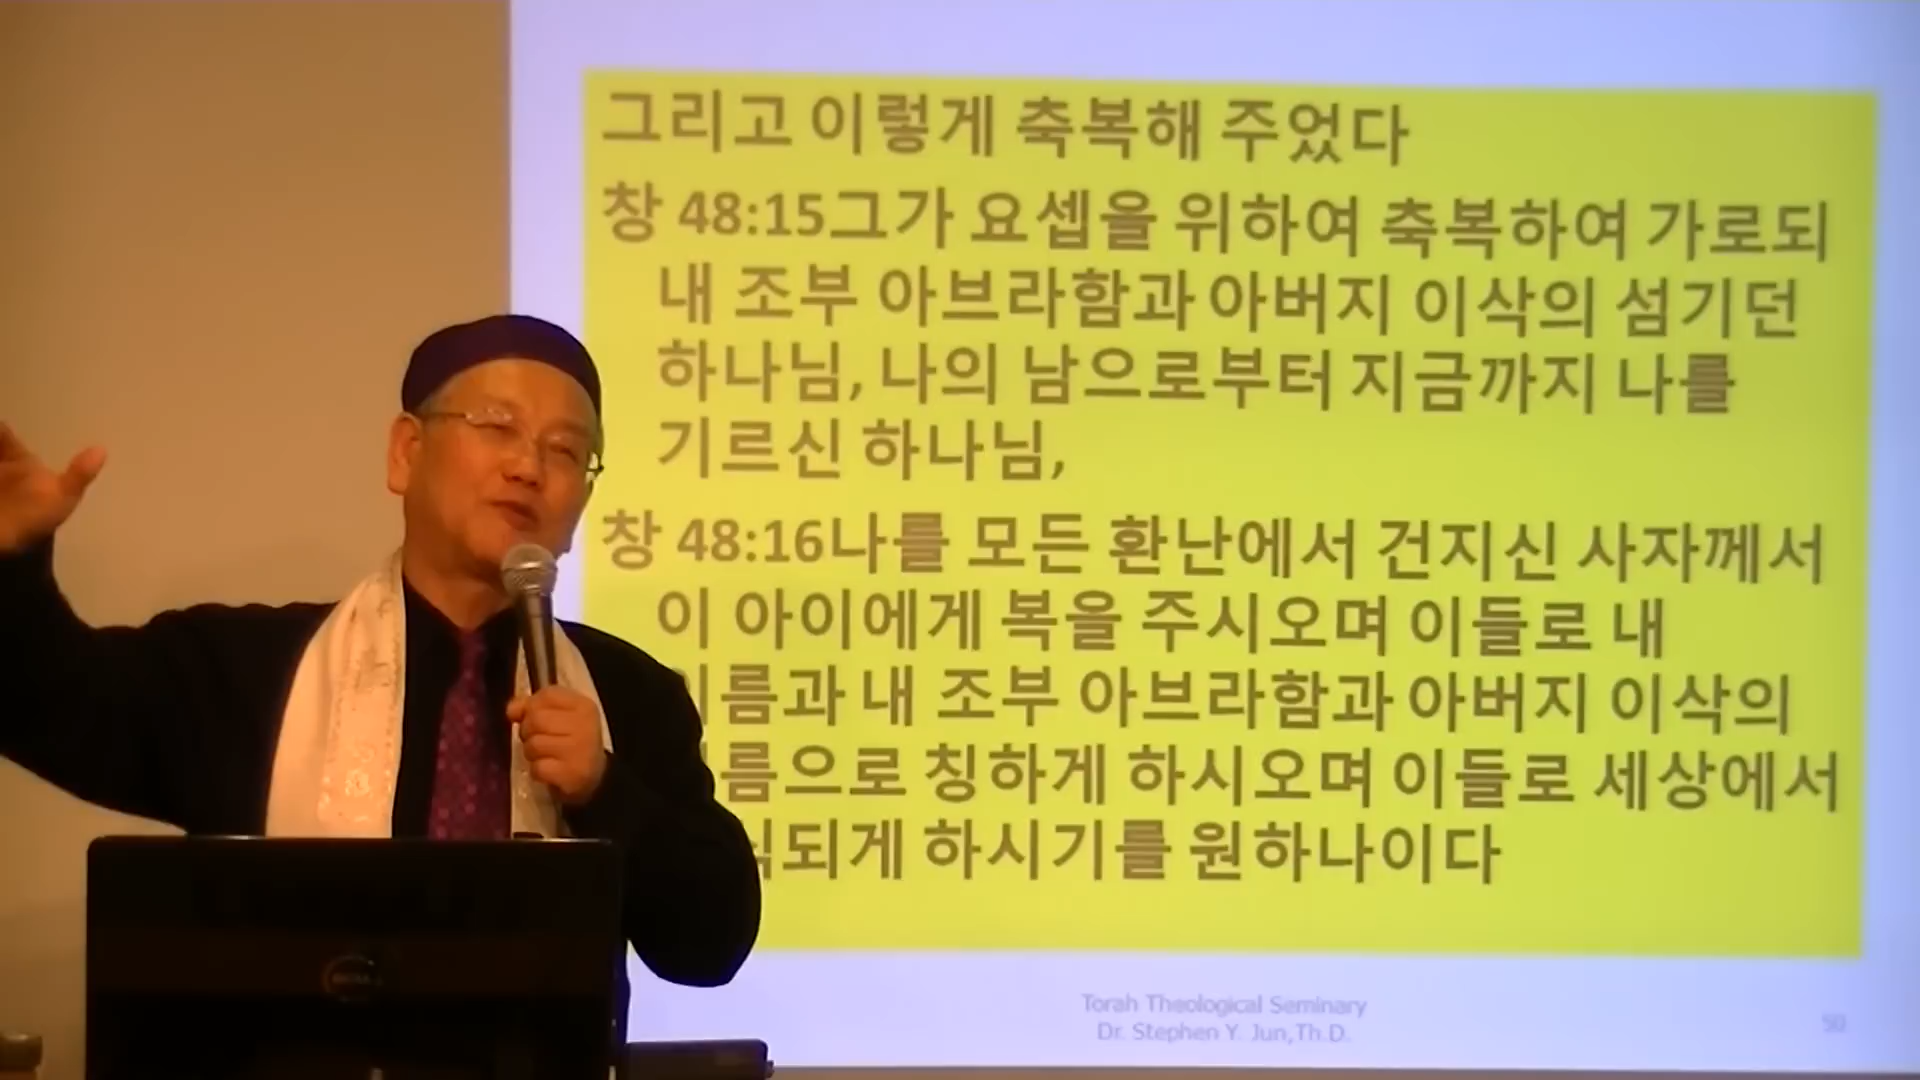 그리고 이렇게 축복해 주었다
창 48:15그가 요셉을 위하여 축복하여 가로되
내 조부 아브라함과 아버지 이삭의 섬기던
하나님, 나의 남으로부터 지금까지 나를
기르신 하나님,
창 48:16나를 모든 환난에서 건지신 사자께서
이 아이에게 복을 주시오며 이들로 내
이름과 내 조부 아브라함과 아버지 이삭의
름으로 칭하게 하시오며 이들로 세상에서
되게 하시기를 원하나이다
Torah Theological Seminary
Dr. Stephen Y. Jun,Th.D.
50